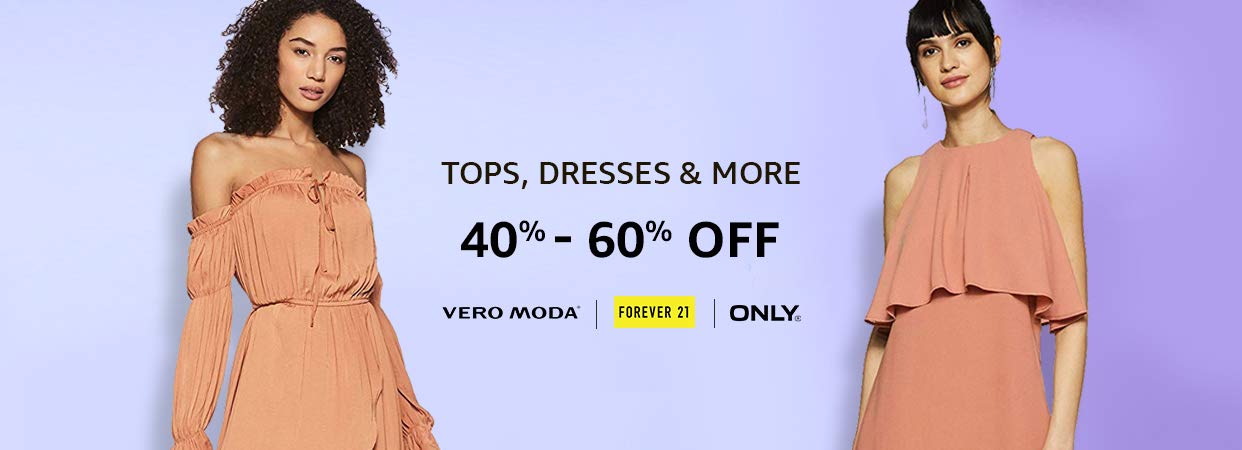 TOPS, DRESSES & MORE
40% - 60% OFF
VERO MODA® | FOREVER 21 | ONLY®